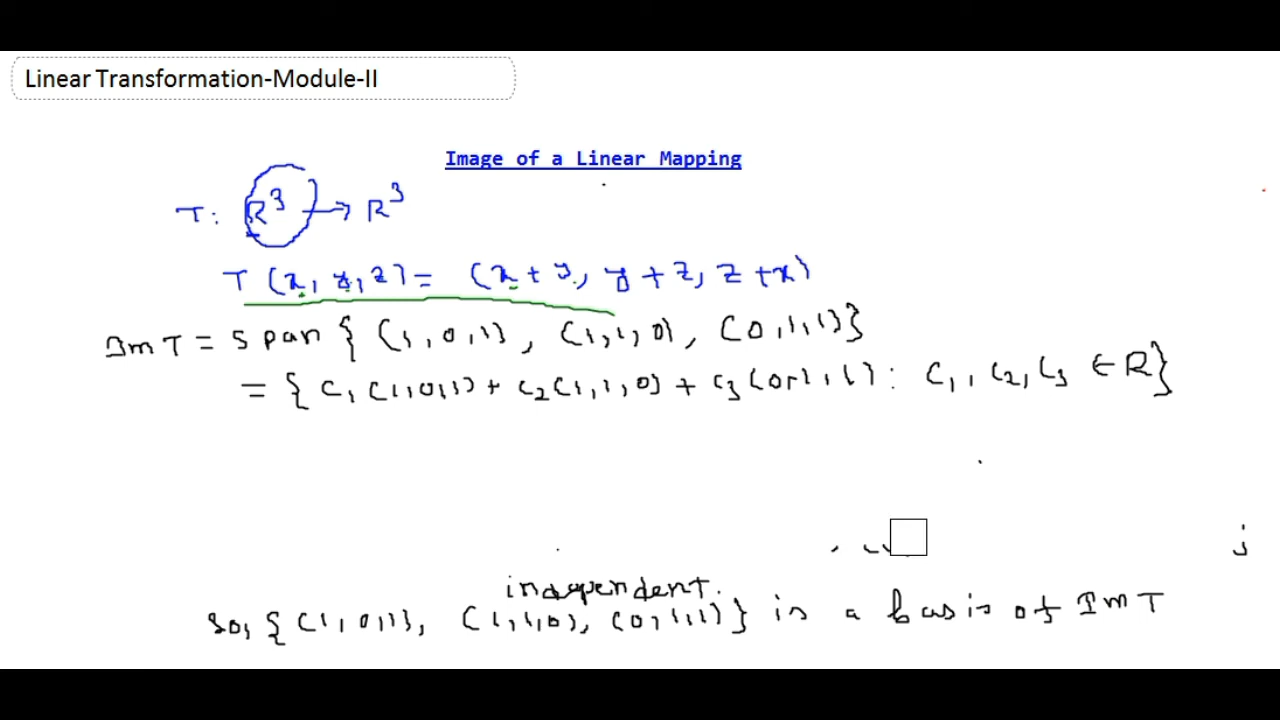 Linear Transformation-Module-II
Image of a Linear Mapping
T: R³ → R³
T (x, y, z) = (x + y, y + z, z + x)
Im T = span { (1, 0, 1), (1, 1, 0), (0, 1, 1) }
= { c₁ (1, 0, 1) + c₂ (1, 1, 0) + c₃ (0, 1, 1) : c₁, c₂, c₃ ∈ R }
independent.
So, { (1, 0, 1), (1, 1, 0), (0, 1, 1) } is a basis of Im T